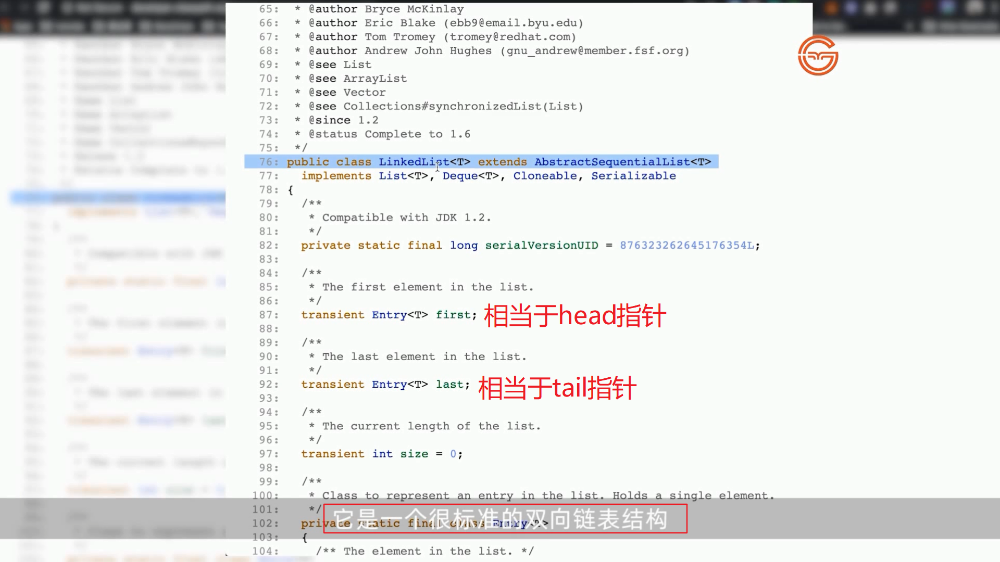 65: * @author Bryce McKinlay
66: * @author Eric Blake (ebb9@email.byu.edu)
67: * @author Tom Tromey (tromey@redhat.com)
68: * @author Andrew John Hughes (gnu_andrew@member.fsf.org)
69: * @see List
70: * @see ArrayList
71: * @see Vector
72: * @see Collections#synchronizedList(List)
73: * @since 1.2
74: * @status Complete to 1.6
75: */
76: public class LinkedList<T> extends AbstractSequentialList<T>
77: implements List<T>, Deque<T>, Cloneable, Serializable
78: {
79: /**
80: * Compatible with JDK 1.2.
81: */
82: private static final long serialVersionUID = 876323262645176354L;
83:
84: /**
85: * The first element in the list.
86: */
87: transient Entry<T> first; 相当于head指针
88:
89: /**
90: * The last element in the list.
91: */
92: transient Entry<T> last; 相当于tail指针
93:
94: /**
95: * The current length of the list.
96: */
97: transient int size = 0;
98:
99: /**
100: * Class to represent an entry in the list. Holds a single element.
101: */
它是一个很标准的双向链表结构
102: private static final class Entry<T>
103: {
104: /** The element in the list. */